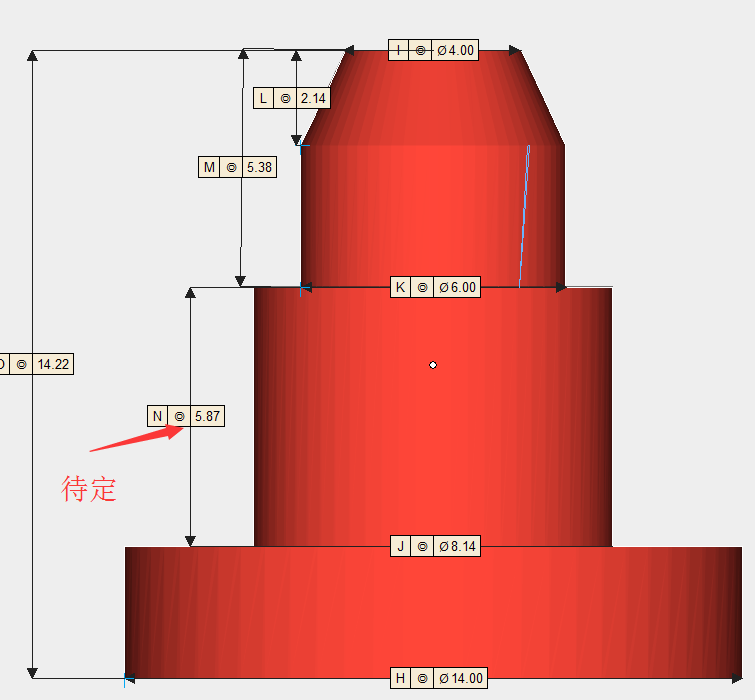 I ⌾ Ø4.00
L ⌾ 2.14
M ⌾ 5.38
K ⌾ Ø6.00
14.22
N ⌾ 5.87
待定
J ⌾ Ø8.14
H ⌾ Ø14.00